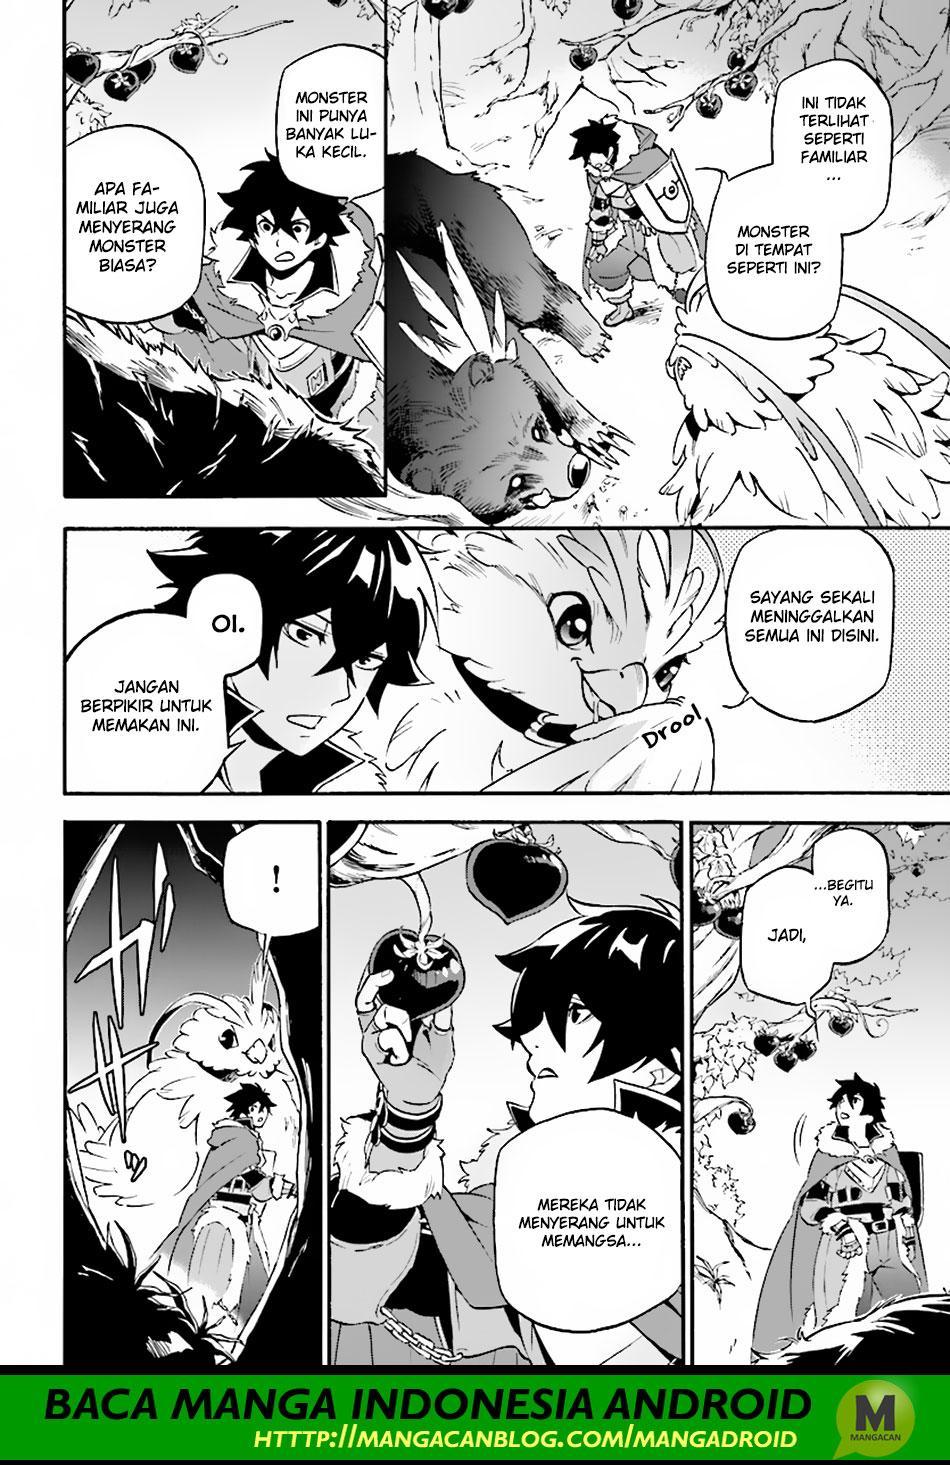 INI TIDAK
TERLIHAT
SEPERTI
FAMILIAR
...
MONSTER
DI TEMPAT
SEPERTI INI?
MONSTER
INI PUNYA
BANYAK LU-
KA KECIL.
APA FA-
MILIAR JUGA
MENYERANG
MONSTER
BIASA?
SAYANG SEKALI
MENINGGALKAN
SEMUA INI DISINI.
Drool
OI.
JANGAN
BERPIKIR UNTUK
MEMAKAN INI.
...BEGITU
YA.
JADI,
MEREKA TIDAK
MENYERANG UNTUK
MEMANGSA...
!
BACA MANGA INDONESIA ANDROID
HTTTP://MANGACANBLOG.COM/MANGADROID
M
MANGACAN